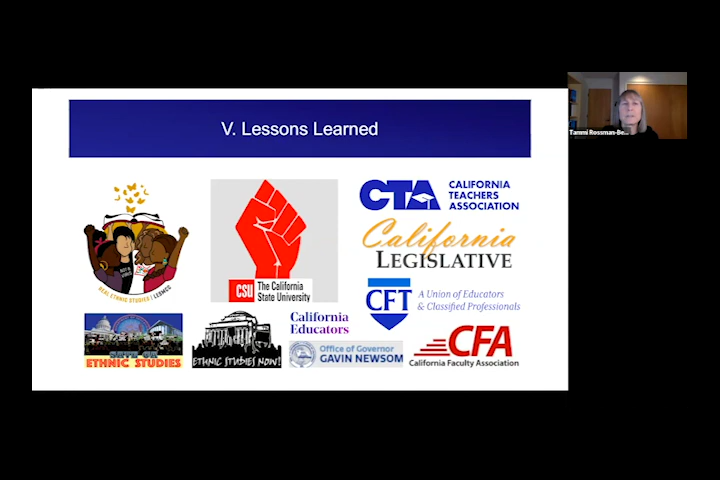 V. Lessons Learned
REAL ETHNIC STUDIES | LESMCC
CSU The California
State University
CTA CALIFORNIA
TEACHERS
ASSOCIATION
California
LEGISLATIVE
CFT A Union of Educators
& Classified Professionals
ETHNIC STUDIES
ETHNIC STUDIES NOW!
California
Educators
Office of Governor
GAVIN NEWSOM
CFA
California Faculty Association
Tammi Rossman-Be...